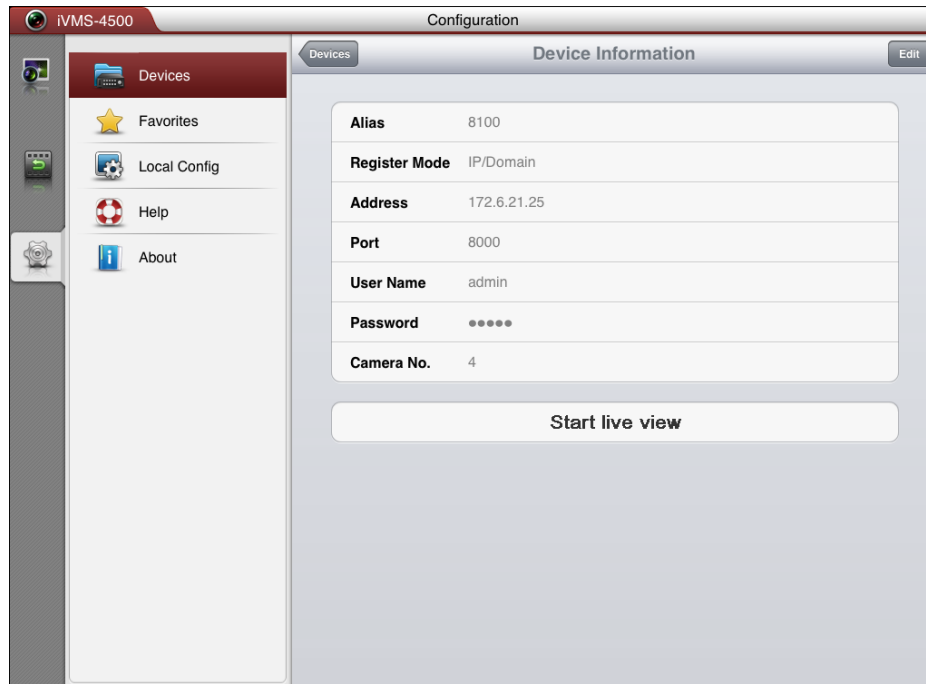 iVMS-4500
Configuration
Devices
Favorites
Local Config
Help
About
Devices
Device Information
Edit
Alias 8100
Register Mode IP/Domain
Address 172.6.21.25
Port 8000
User Name admin
Password ●●●●●
Camera No. 4
Start live view